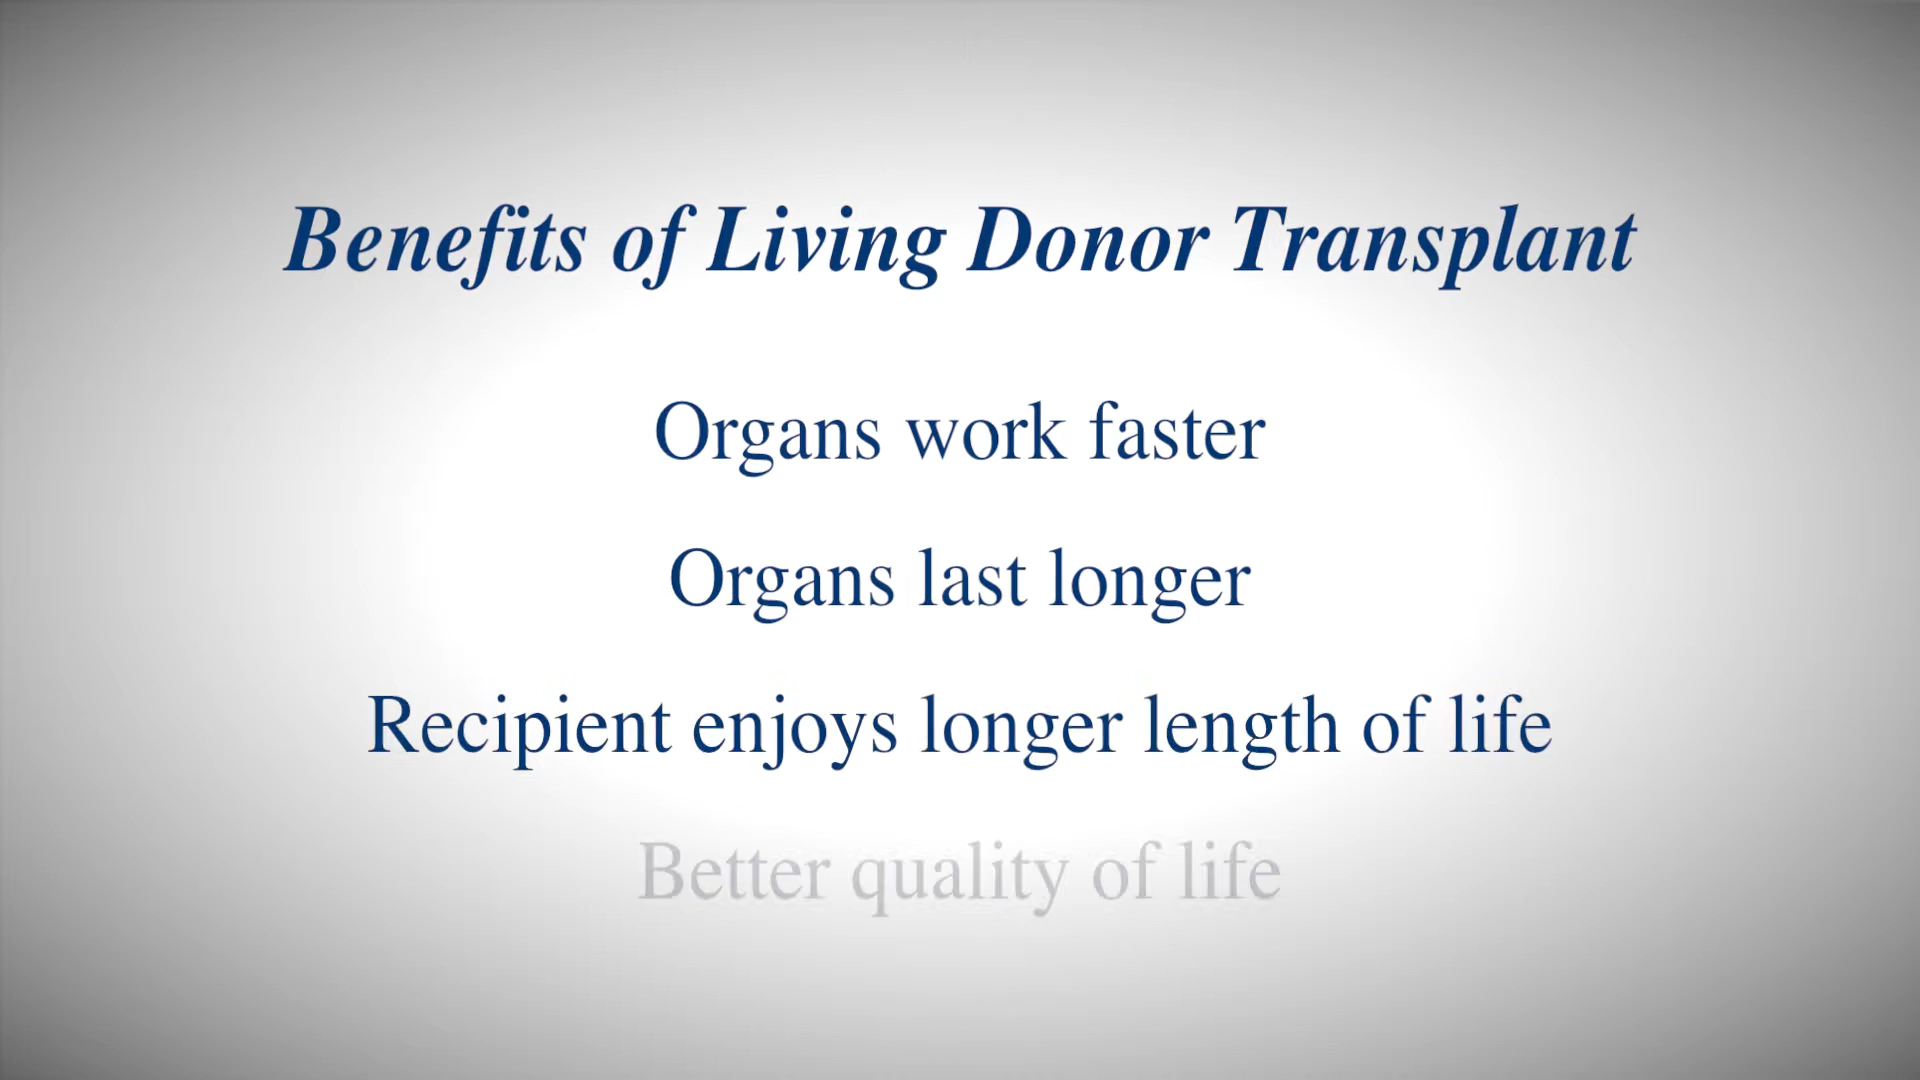 Benefits of Living Donor Transplant
Organs work faster
Organs last longer
Recipient enjoys longer length of life
Better quality of life